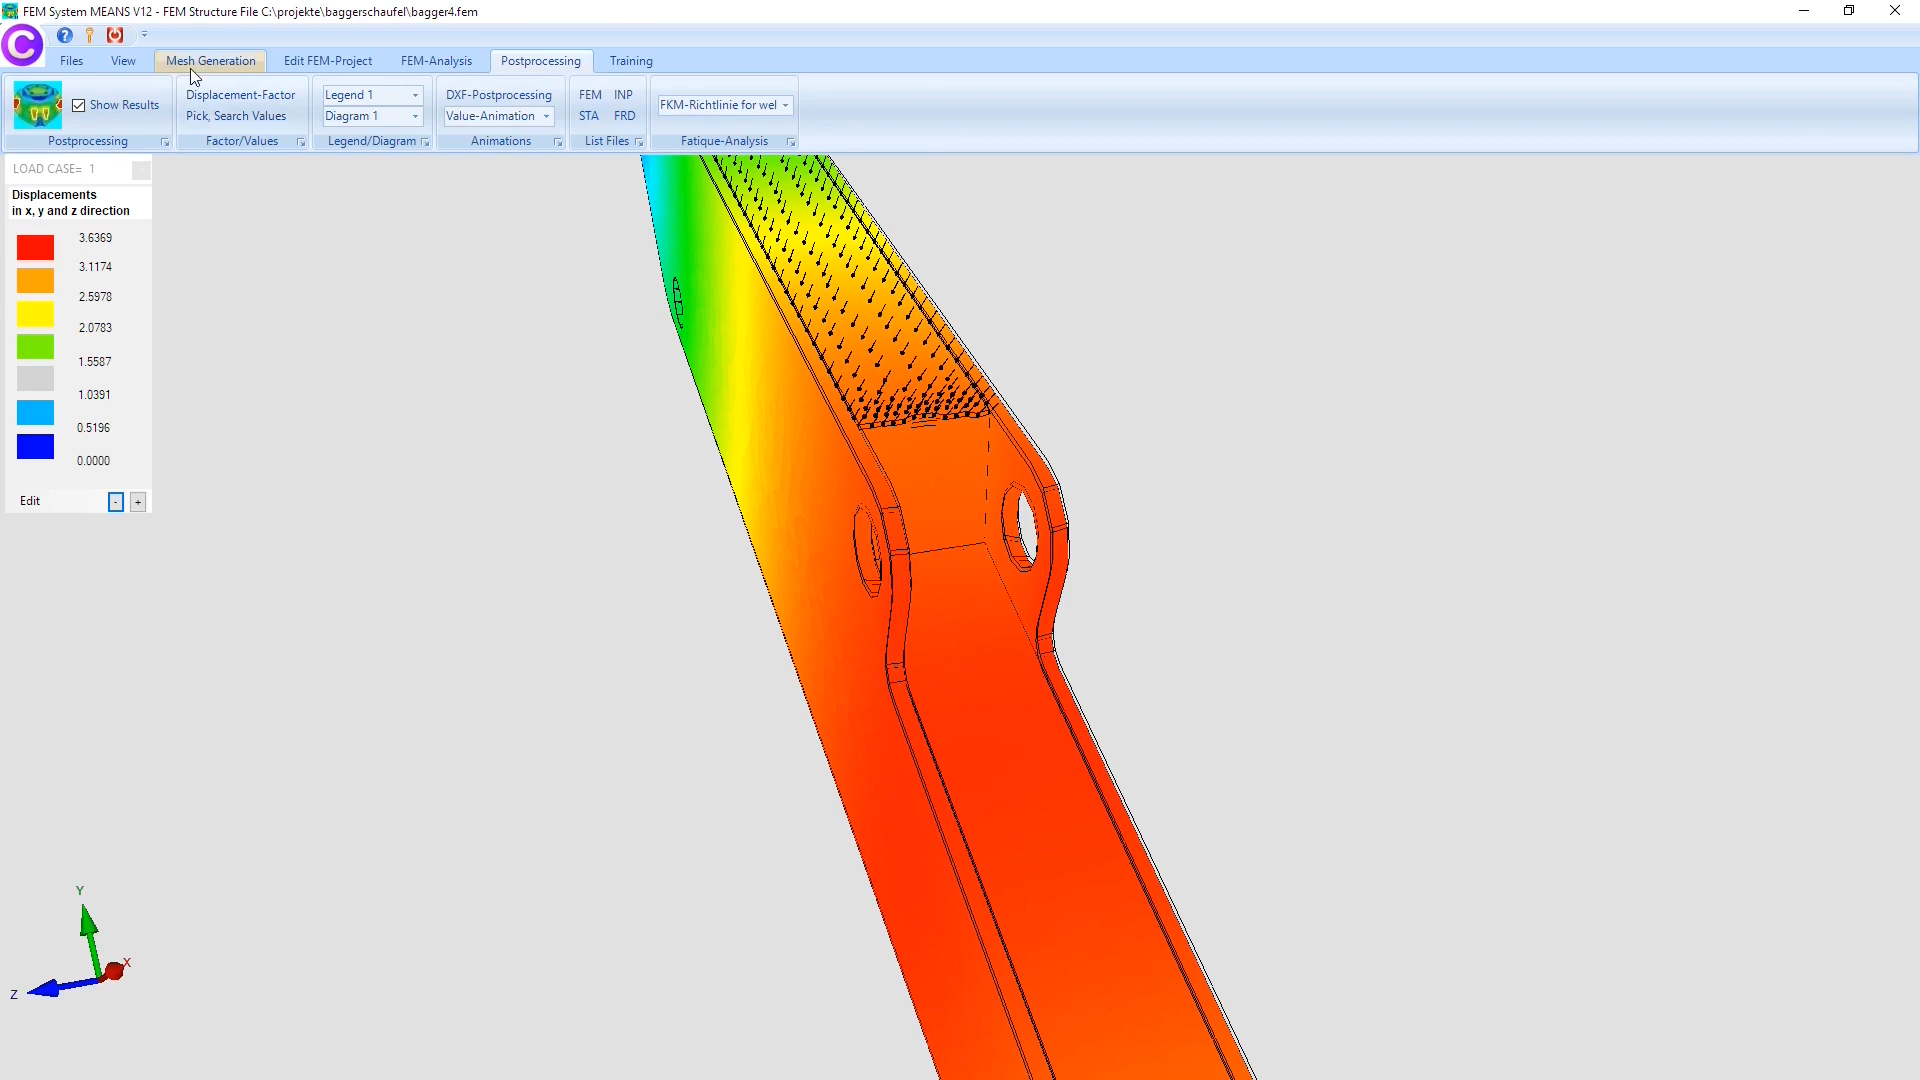 FEM System MEANS V12 - FEM Structure File C:\projekte\baggerschaufel\bagger4.fem
C ?
Files View Mesh Generation Edit FEM-Project FEM-Analysis Postprocessing Training
Show Results
Postprocessing
Displacement-Factor
Pick, Search Values
Factor/Values
Legend 1
Diagram 1
Legend/Diagram
DXF-Postprocessing
Value-Animation
Animations
FEM INP
STA FRD
List Files
FKM-Richtlinie for wel
Fatique-Analysis
LOAD CASE= 1
Displacements
in x, y and z direction
3.6369
3.1174
2.5978
2.0783
1.5587
1.0391
0.5196
0.0000
Edit - +
Y
X
Z